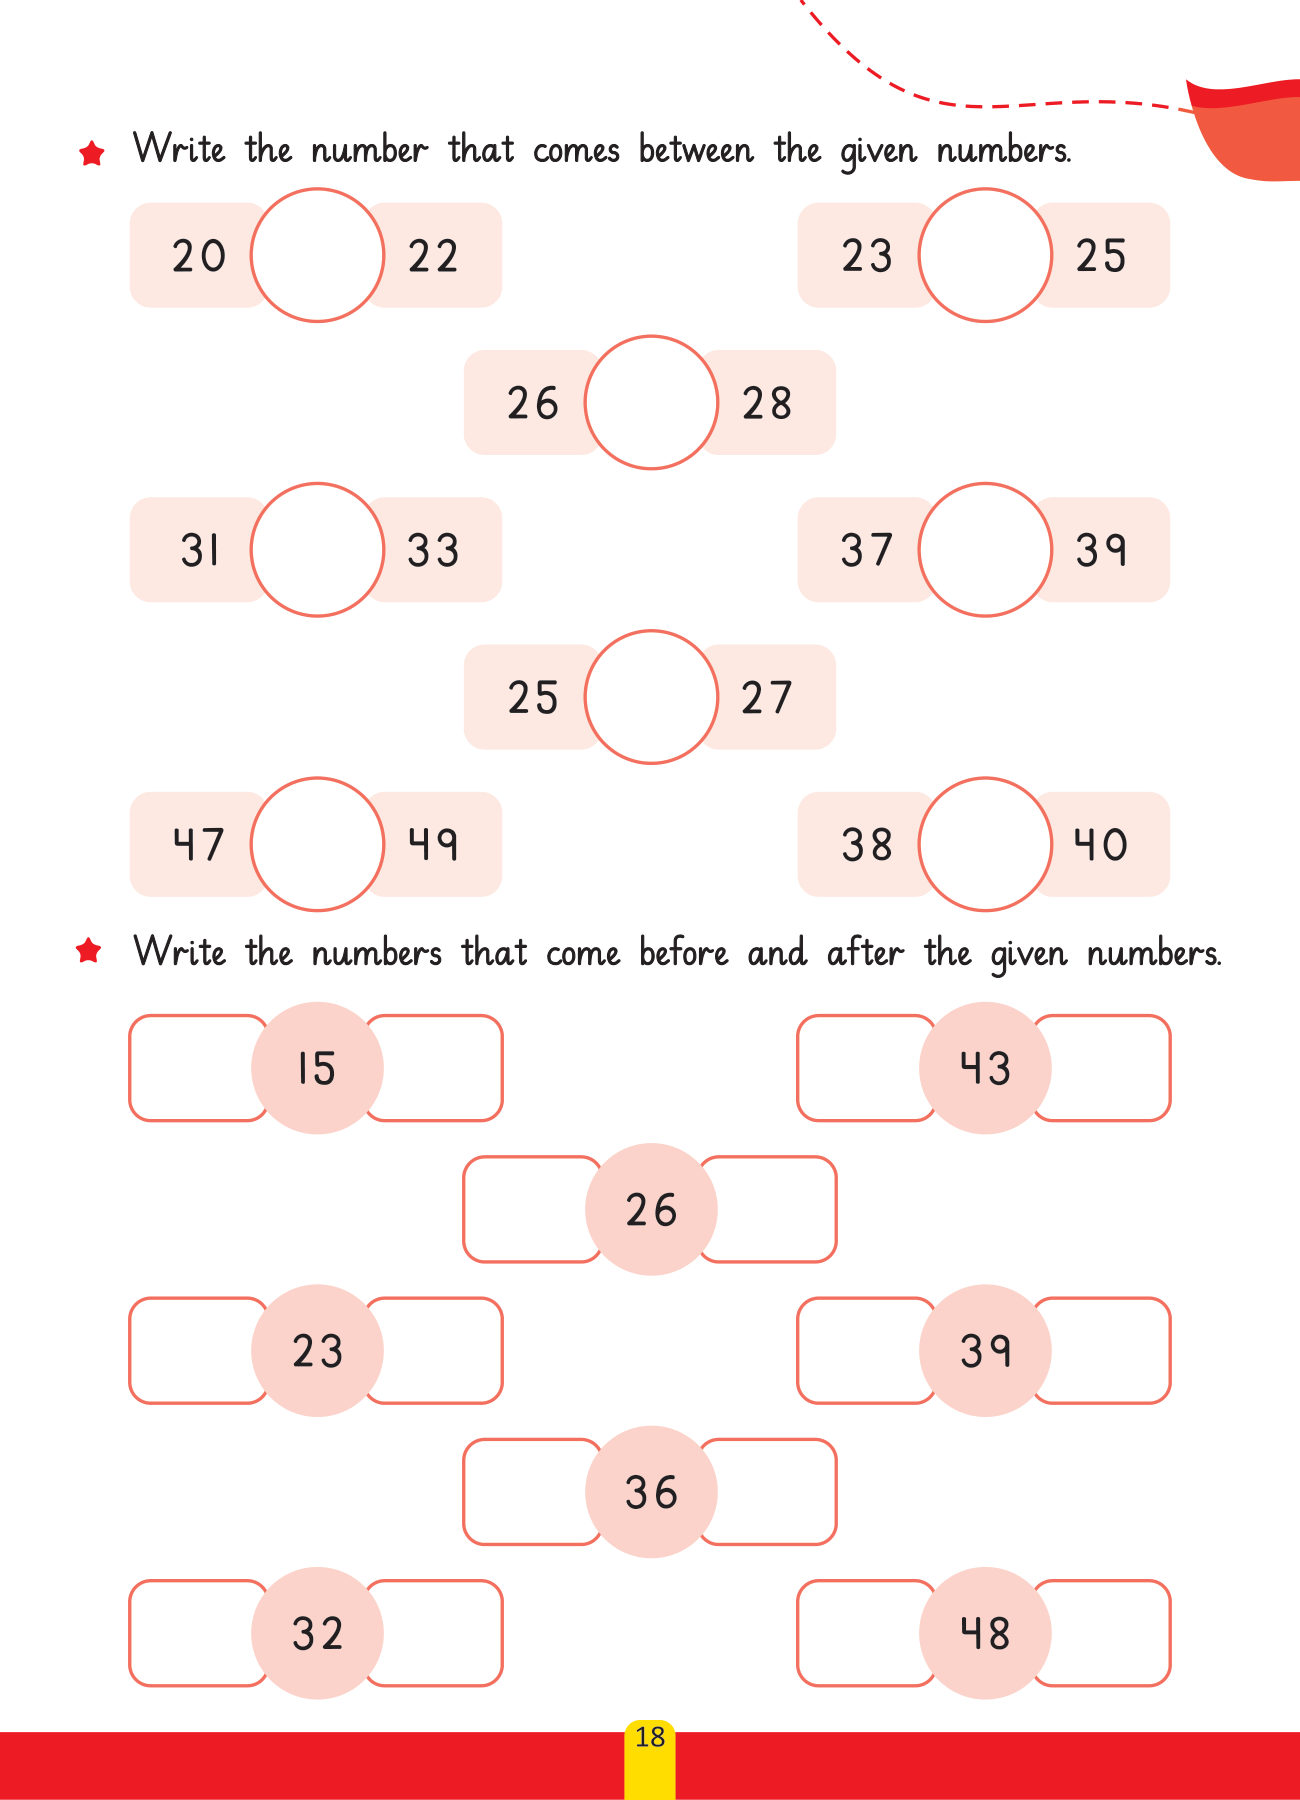 Write the number that comes between the given numbers.
20 22 23 25
26 28
31 33 37 39
25 27
47 49 38 40
Write the numbers that come before and after the given numbers.
15 43
26
23 39
36
32 48
18